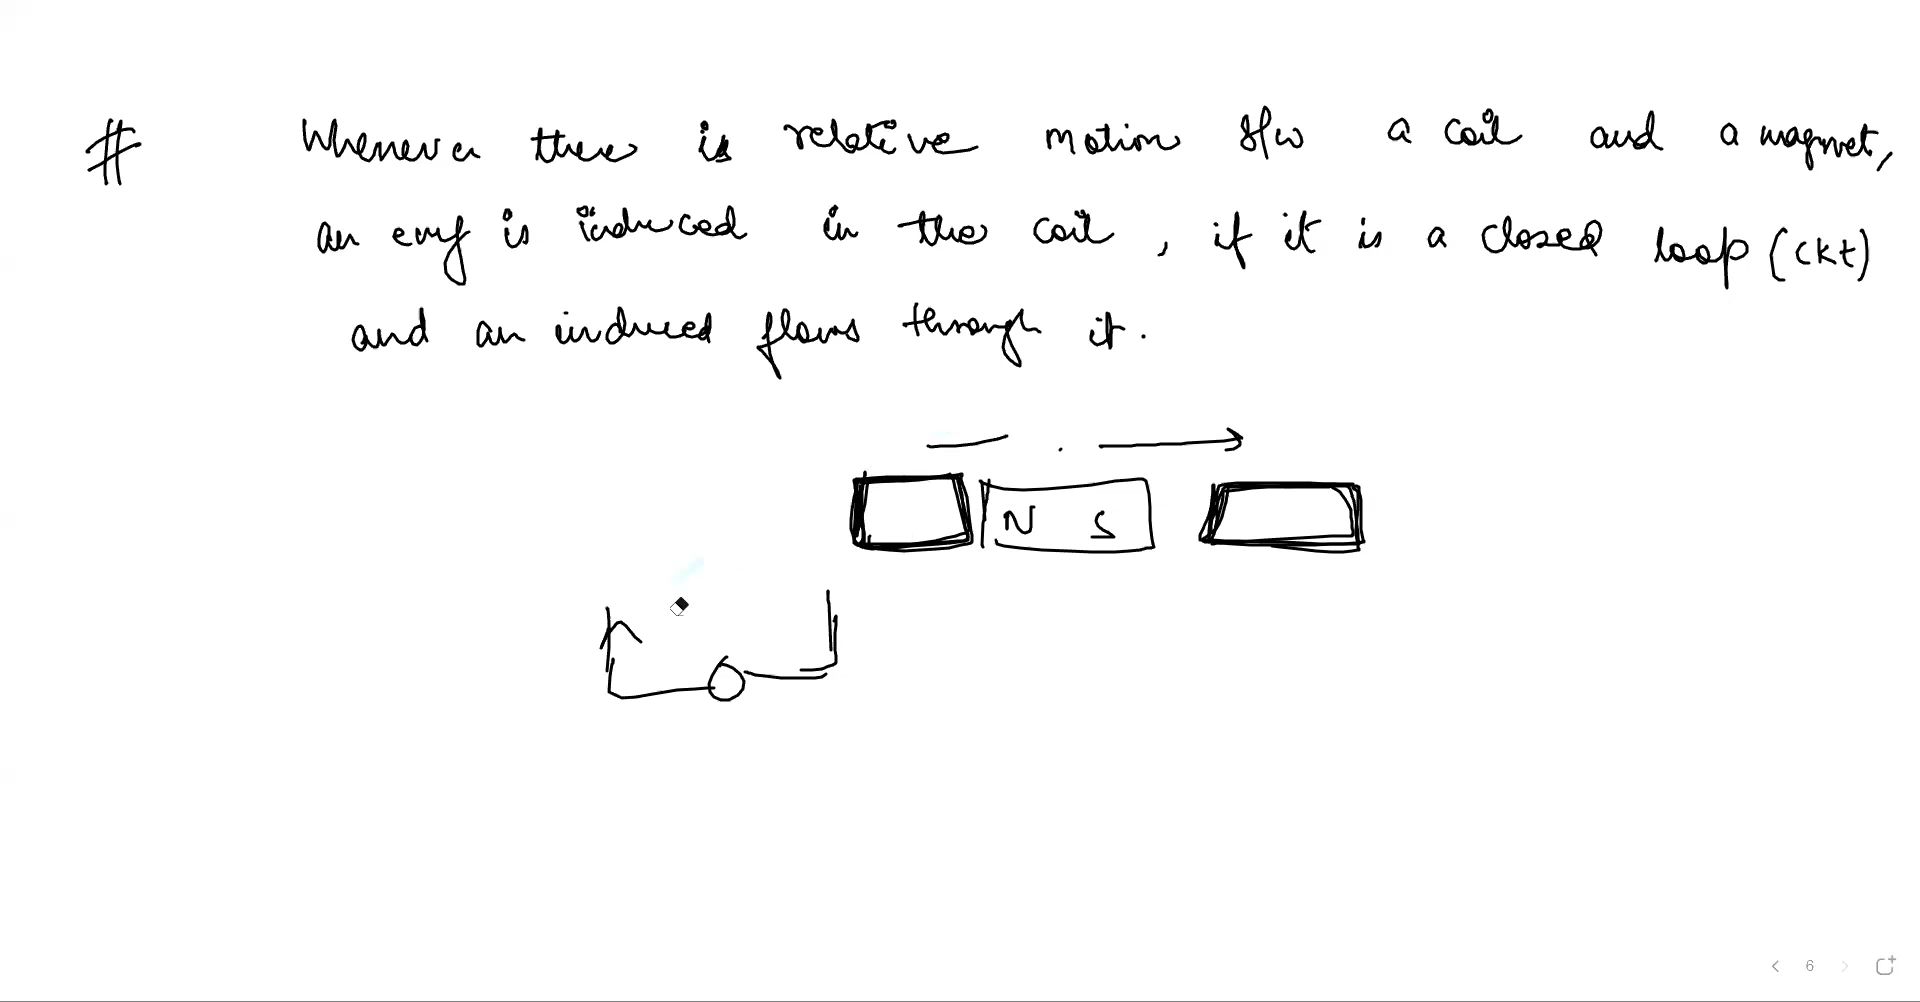 # Whenever there is relative motion b/w a coil and a magnet,
an emf is induced in the coil, if it is a closed loop (ckt)
and an induced flows through it.
N S
6